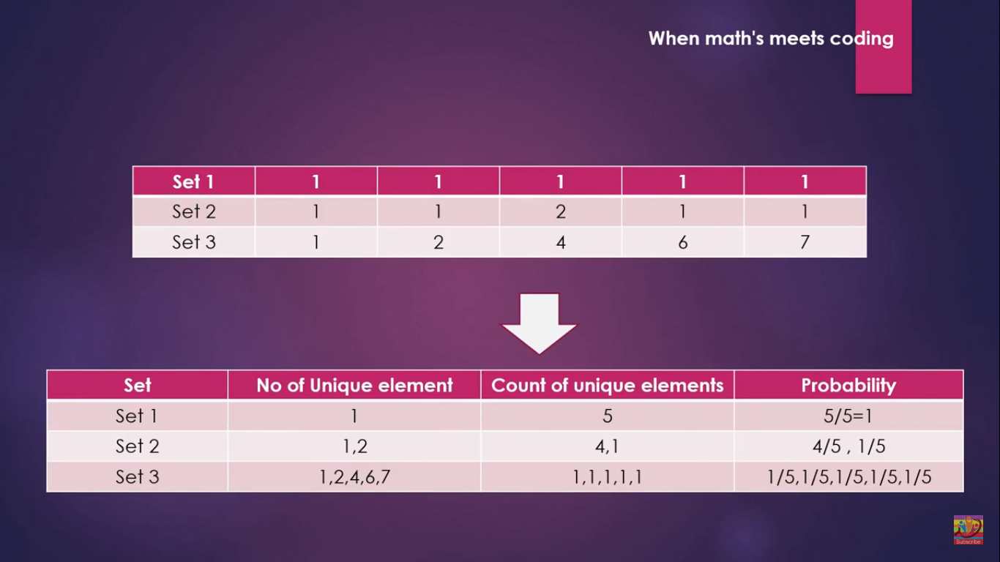 When math's meets coding
Set 1 1 1 1 1 1
Set 2 1 1 2 1 1
Set 3 1 2 4 6 7
Set No of Unique element Count of unique elements Probability
Set 1 1 5 5/5=1
Set 2 1,2 4,1 4/5 , 1/5
Set 3 1,2,4,6,7 1,1,1,1,1 1/5,1/5,1/5,1/5,1/5
Subscribe